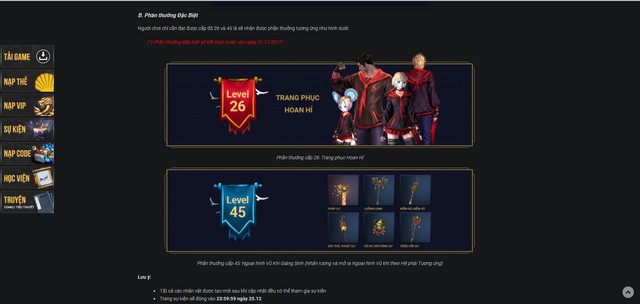 B. Phần thưởng Đặc Biệt
Người chơi chỉ cần đạt được cấp độ 26 và 45 là sẽ nhận được phần thưởng tương ứng như hình dưới:
(*) Phần thưởng
trước vào ngày 31.12.2017!
TẢI GAME
NẠP THẺ
NẠP VIP
SỰ KIỆN
NẠP CODE
HỌC VIỆN
TRUYỆN
Level
26
TRANG PHỤC
HOAN HỈ
Phần thưởng cấp 26: Trang phục Hoan Hỉ
Level
45
PHÁP SƯ
Phần thưởng cấp 45: Ngoại hình Vũ Khí Giáng Sinh (Nhận rương và mở ra Ngoại hình vũ khí theo Hệ phái Tương ứng)
Lưu ý:
Tất cả các nhân vật được tạo mới sau khi cập nhật đều có thể tham gia sự kiện
Trang sự kiện sẽ đóng vào 23:59:59 ngày 25.12